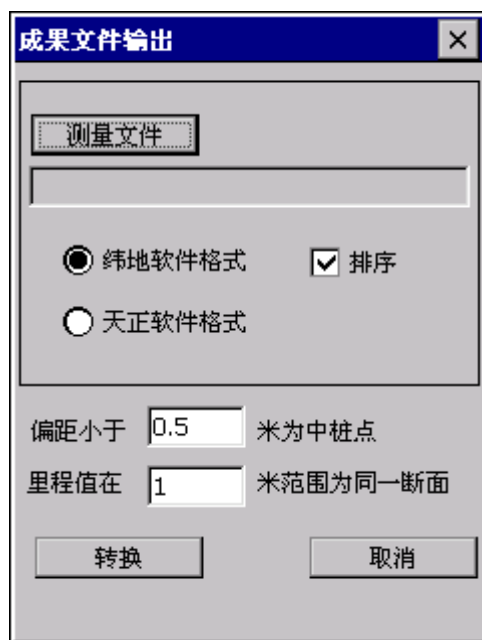 成果文件输出
测量文件
纬地软件格式 排序
天正软件格式
偏距小于 0.5 米为中桩点
里程值在 1 米范围为同一断面
转换 取消